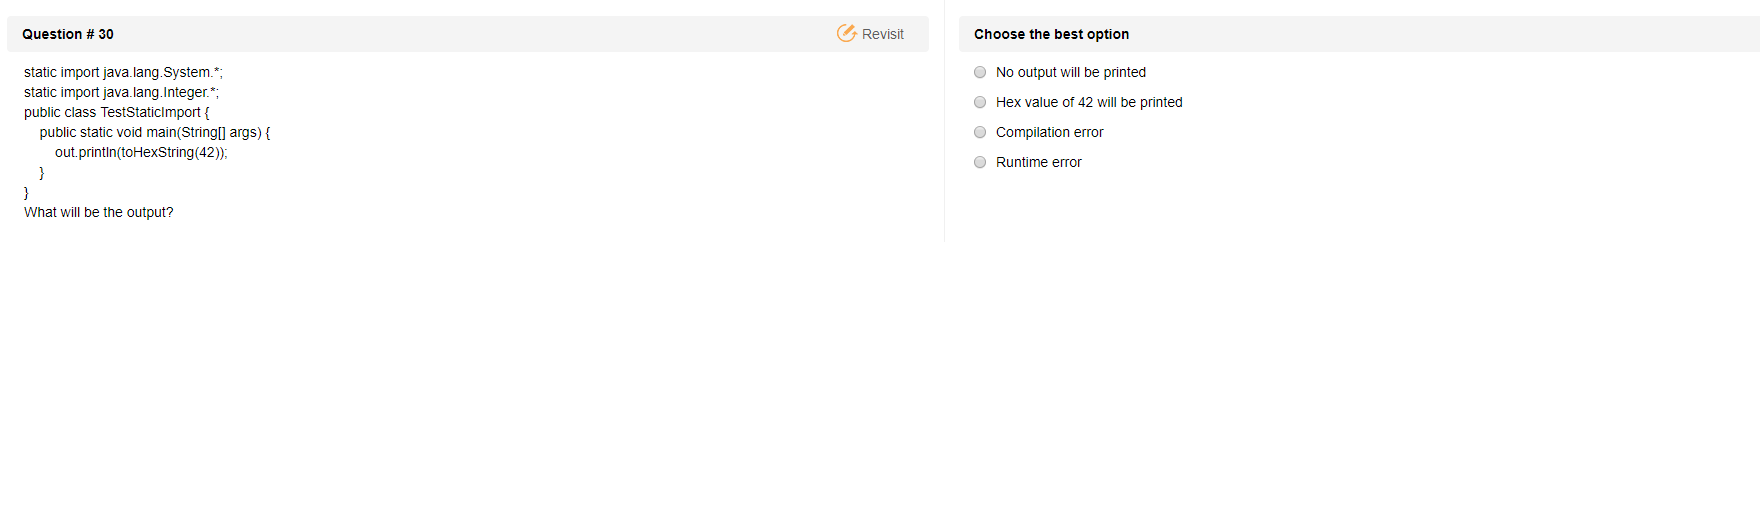 Question # 30
Revisit
static import java.lang.System.*;
static import java.lang.Integer.*;
public class TestStaticImport {
public static void main(String[] args) {
out.println(toHexString(42));
}
}
What will be the output?
Choose the best option
No output will be printed
Hex value of 42 will be printed
Compilation error
Runtime error